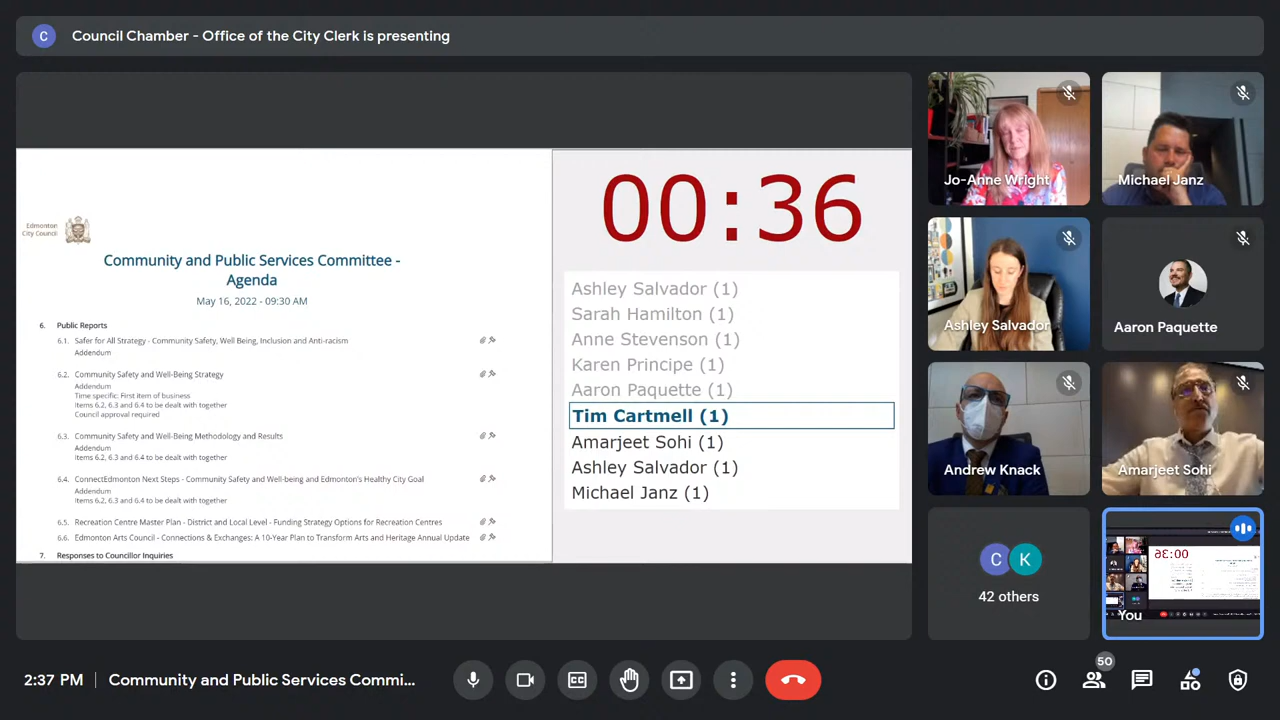 C
Council Chamber - Office of the City Clerk is presenting
Edmonton
City Council
Community and Public Services Committee -
Agenda
May 16, 2022 - 09:30 AM
6. Public Reports
6.1. Safer for All Strategy - Community Safety, Well Being, Inclusion and Anti-racism
Addendum
6.2. Community Safety and Well-Being Strategy
Addendum
Time specific: First item of business
Items 6.2, 6.3 and 6.4 to be dealt with together
Council approval required
6.3. Community Safety and Well-Being Methodology and Results
Addendum
Items 6.2, 6.3 and 6.4 to be dealt with together
6.4. ConnectEdmonton Next Steps - Community Safety and Well-being and Edmonton's Healthy City Goal
Addendum
Items 6.2, 6.3 and 6.4 to be dealt with together
6.5. Recreation Centre Master Plan - District and Local Level - Funding Strategy Options for Recreation Centres
6.6. Edmonton Arts Council - Connections & Exchanges: A 10-Year Plan to Transform Arts and Heritage Annual Update
7. Responses to Councillor Inquiries
00:36
Ashley Salvador (1)
Sarah Hamilton (1)
Anne Stevenson (1)
Karen Principe (1)
Aaron Paquette (1)
Tim Cartmell (1)
Amarjeet Sohi (1)
Ashley Salvador (1)
Michael Janz (1)
Jo-Anne Wright
Michael Janz
Ashley Salvador
Aaron Paquette
Andrew Knack
Amarjeet Sohi
C K
42 others
00:36
You
2:37 PM
Community and Public Services Commi...
CC
50